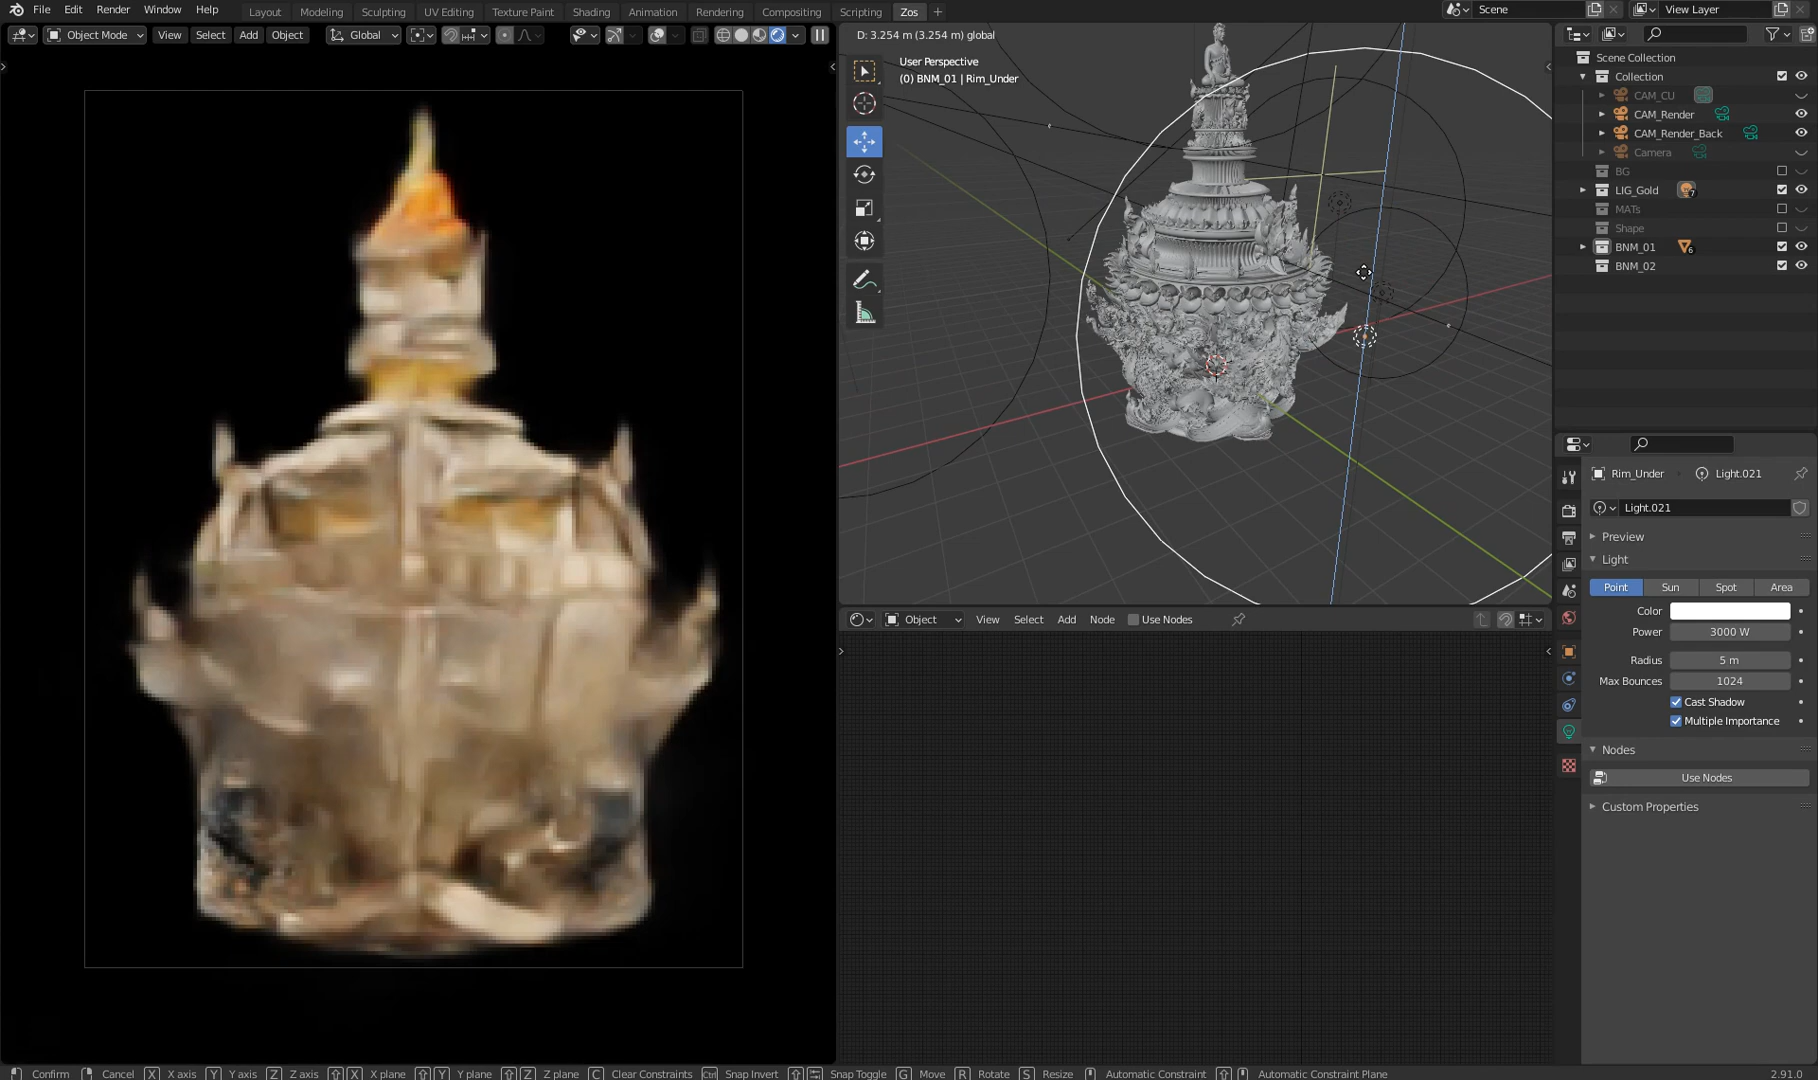 File Edit Render Window Help Layout Modeling Sculpting UV Editing Texture Paint Shading Animation Rendering Compositing Scripting Zos + Scene View Layer
Object Mode View Select Add Object Global D: 3.254 m (3.254 m) global
User Perspective
(0) BNM_01 | Rim_Under
Scene Collection
Collection
CAM_CU
CAM_Render
CAM_Render_Back
Camera
BG
LIG_Gold 7
MATs
Shape
BNM_01 6
BNM_02
Rim_Under Light.021
Light.021
Preview
Light
Point Sun Spot Area
Color
Power 3000 W
Radius 5 m
Max Bounces 1024
Cast Shadow
Multiple Importance
Nodes
Use Nodes
Custom Properties
Object View Select Add Node Use Nodes
Confirm Cancel X X axis Y Y axis Z Z axis X X plane Y Y plane Z Z plane C Clear Constraints Ctrl Snap Invert Snap Toggle G Move R Rotate S Resize Automatic Constraint Automatic Constraint Plane 2.91.0